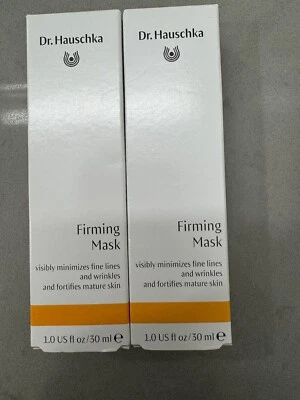 Dr. Hauschka
Firming
Mask
visibly minimizes fine lines
and wrinkles
and fortifies mature skin
1.0 US fl oz/30 ml ℮
Dr. Hauschka
Firming
Mask
visibly minimizes fine lines
and wrinkles
and fortifies mature skin
1.0 US fl oz/30 ml ℮